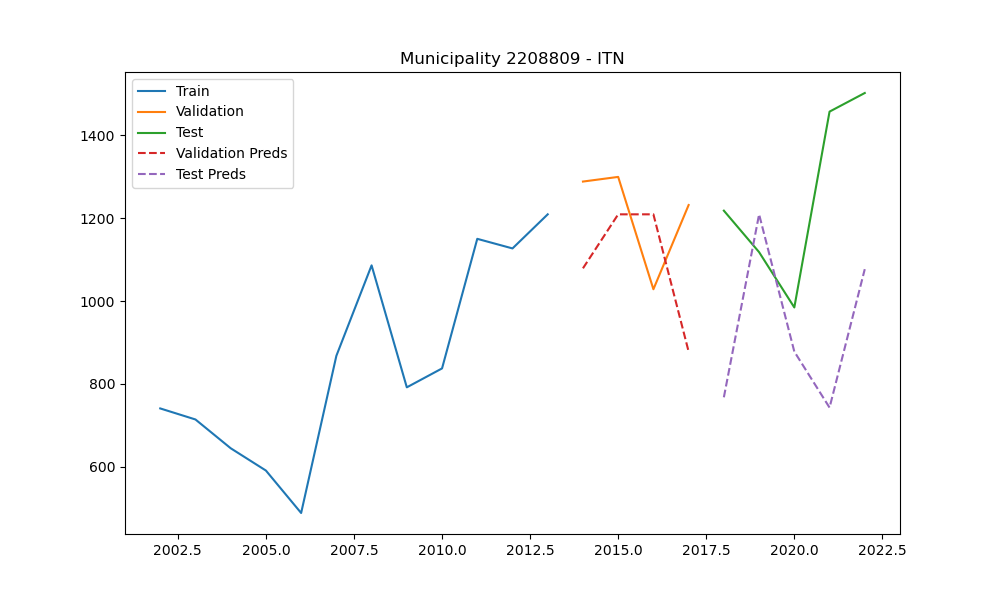 Municipality 2208809 - ITN
Train
Validation
Test
Validation Preds
Test Preds
1400
1200
1000
800
600
2002.5 2005.0 2007.5 2010.0 2012.5 2015.0 2017.5 2020.0 2022.5